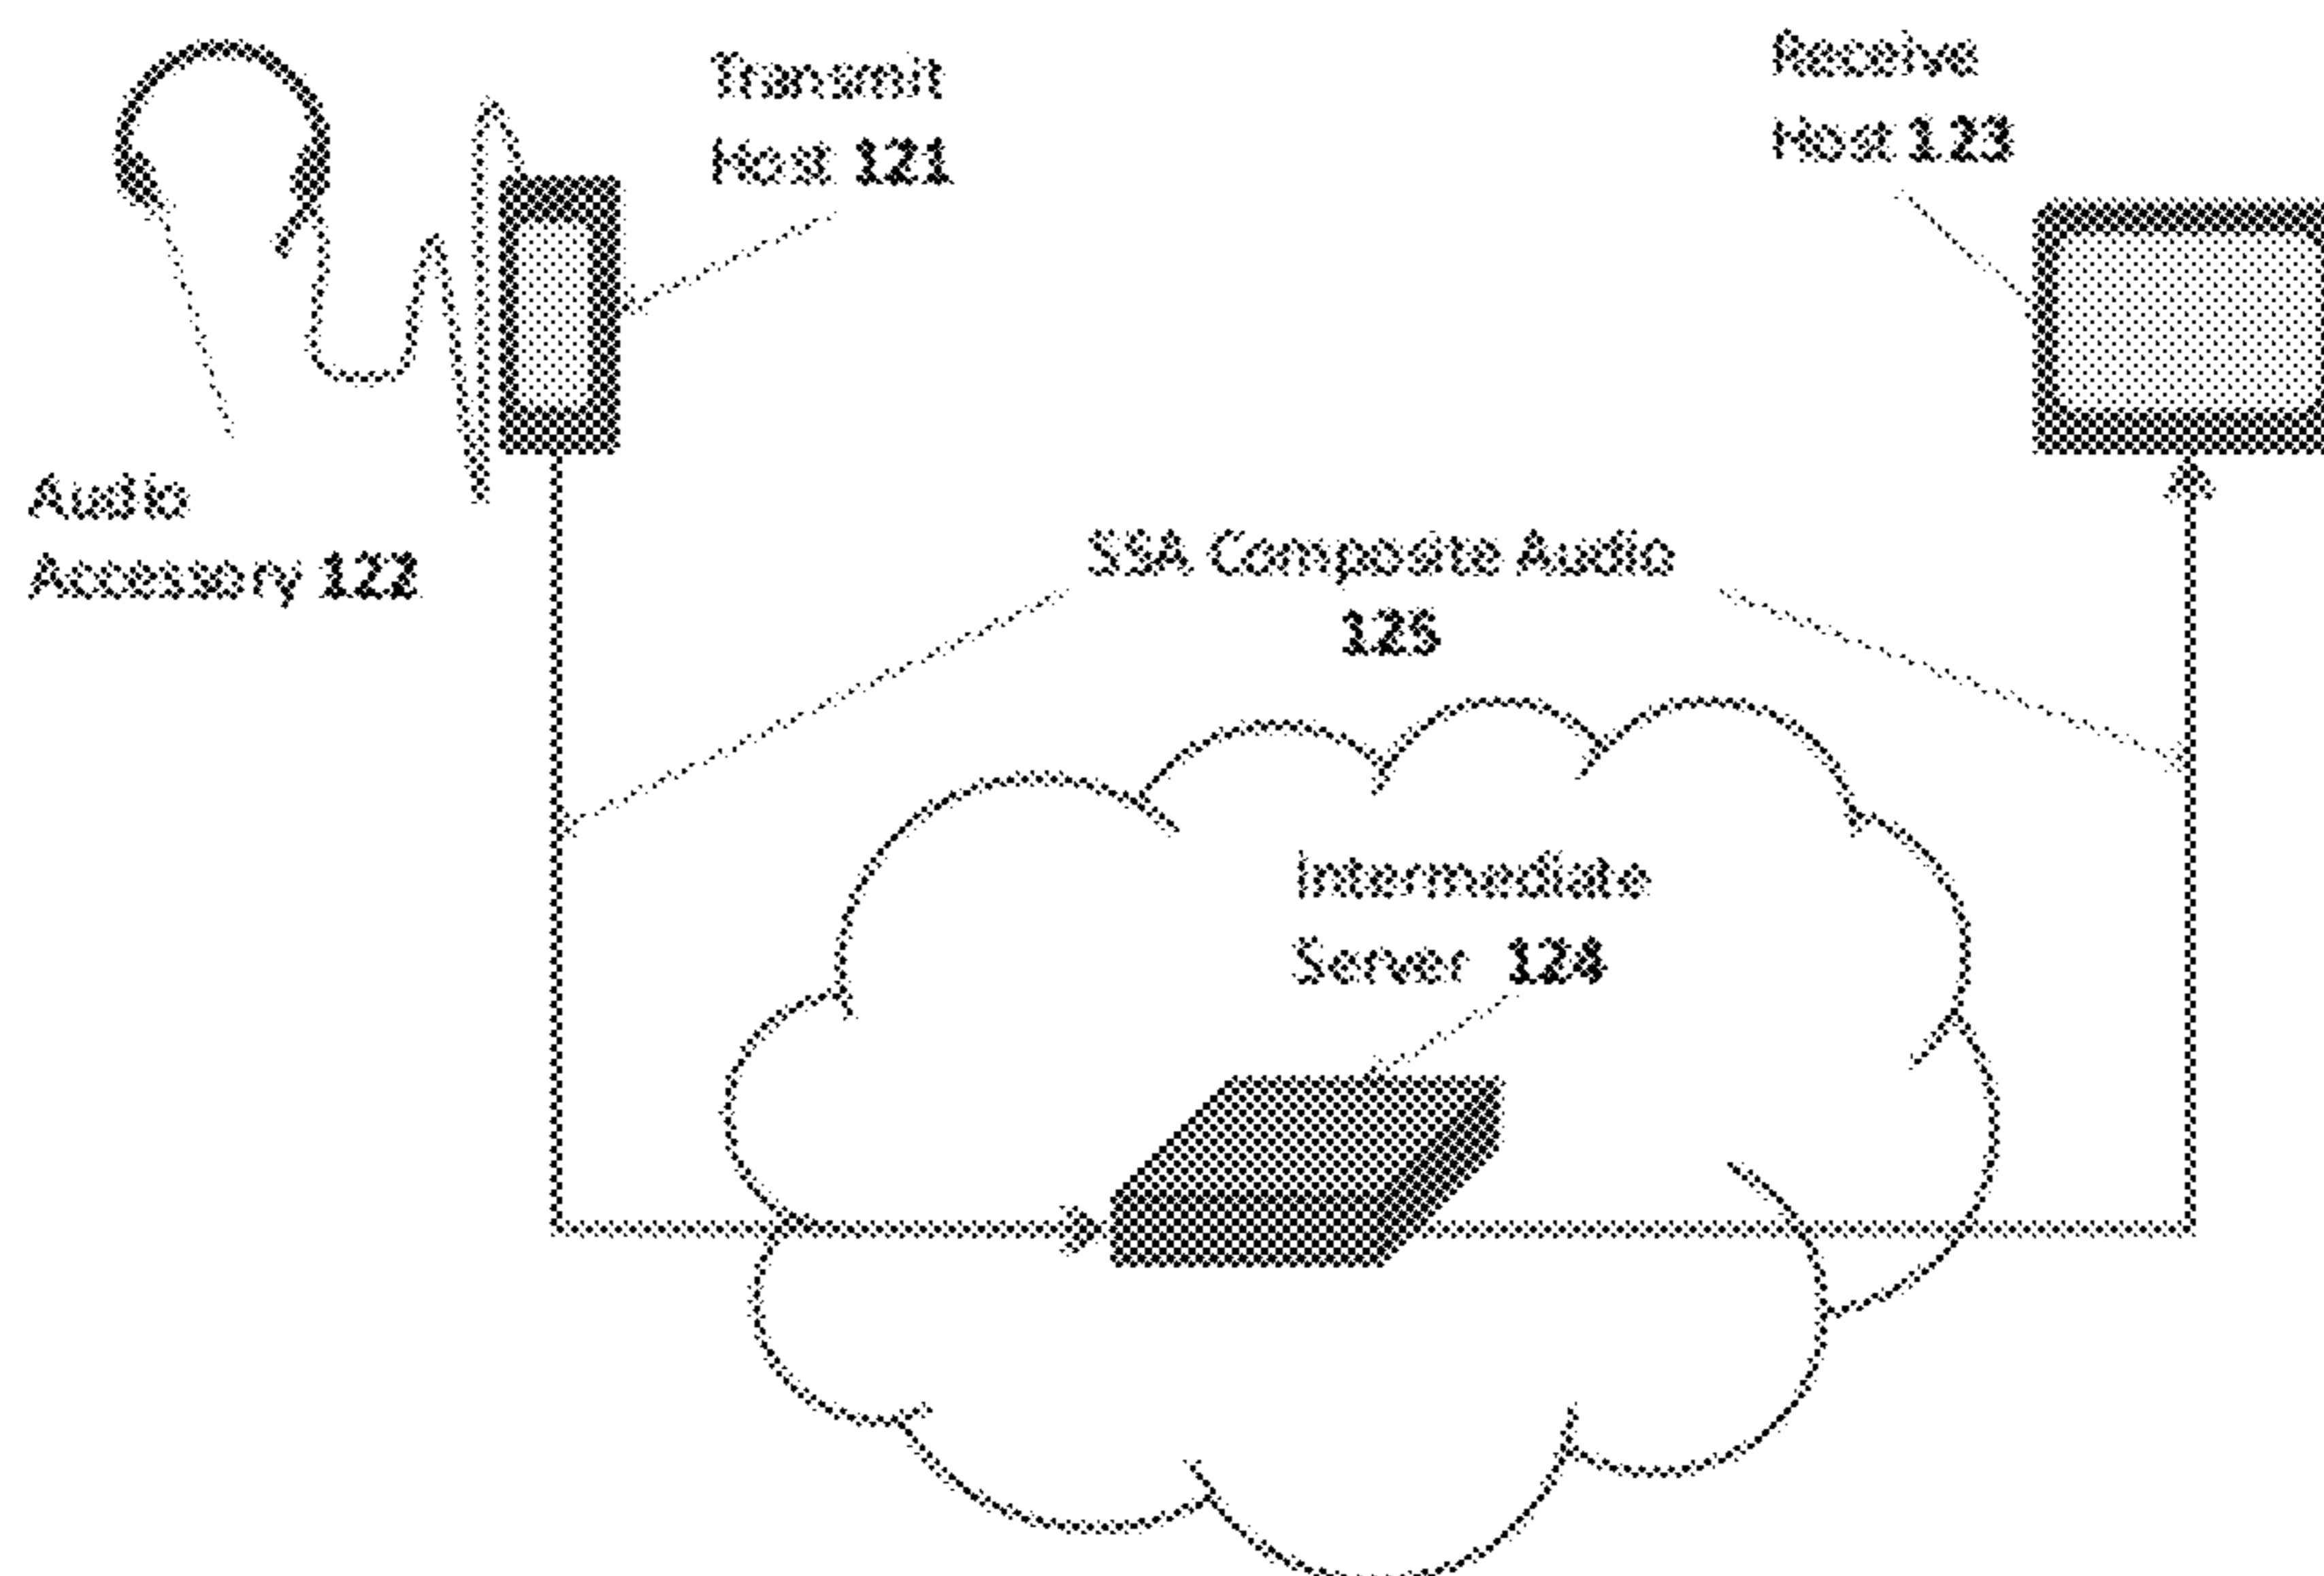 Transmit
Host 121
Receive
Host 123
Audio
Accessory 122
SSA Composite Audio
125
Intermediate
Server 124